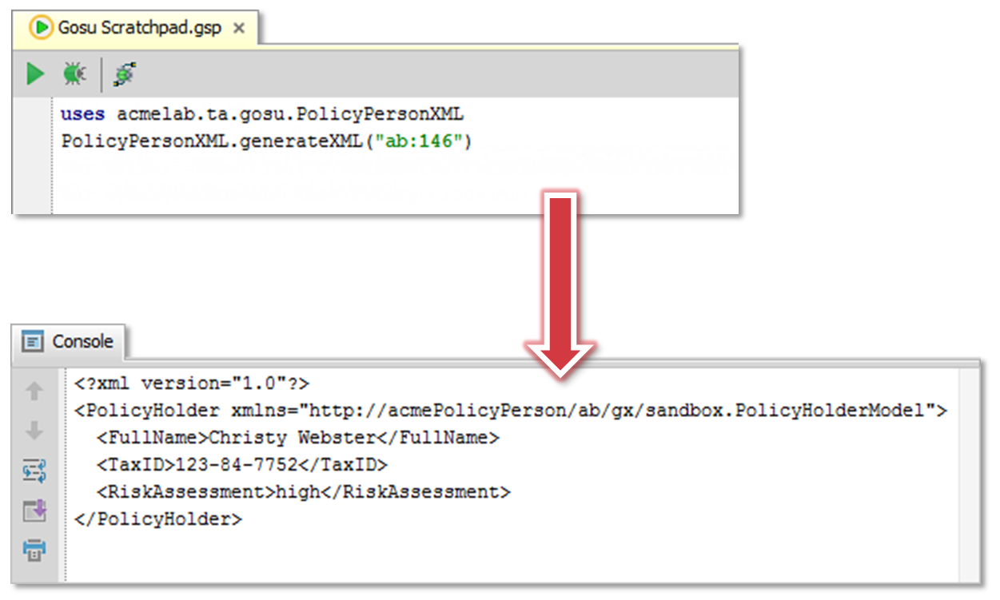 Gosu Scratchpad.gsp
uses acmelab.ta.gosu.PolicyPersonXML
PolicyPersonXML.generateXML("ab:146")
Console
<?xml version="1.0"?>
<PolicyHolder xmlns="http://acmePolicyPerson/ab/gx/sandbox.PolicyHolderModel">
  <FullName>Christy Webster</FullName>
  <TaxID>123-84-7752</TaxID>
  <RiskAssessment>high</RiskAssessment>
</PolicyHolder>